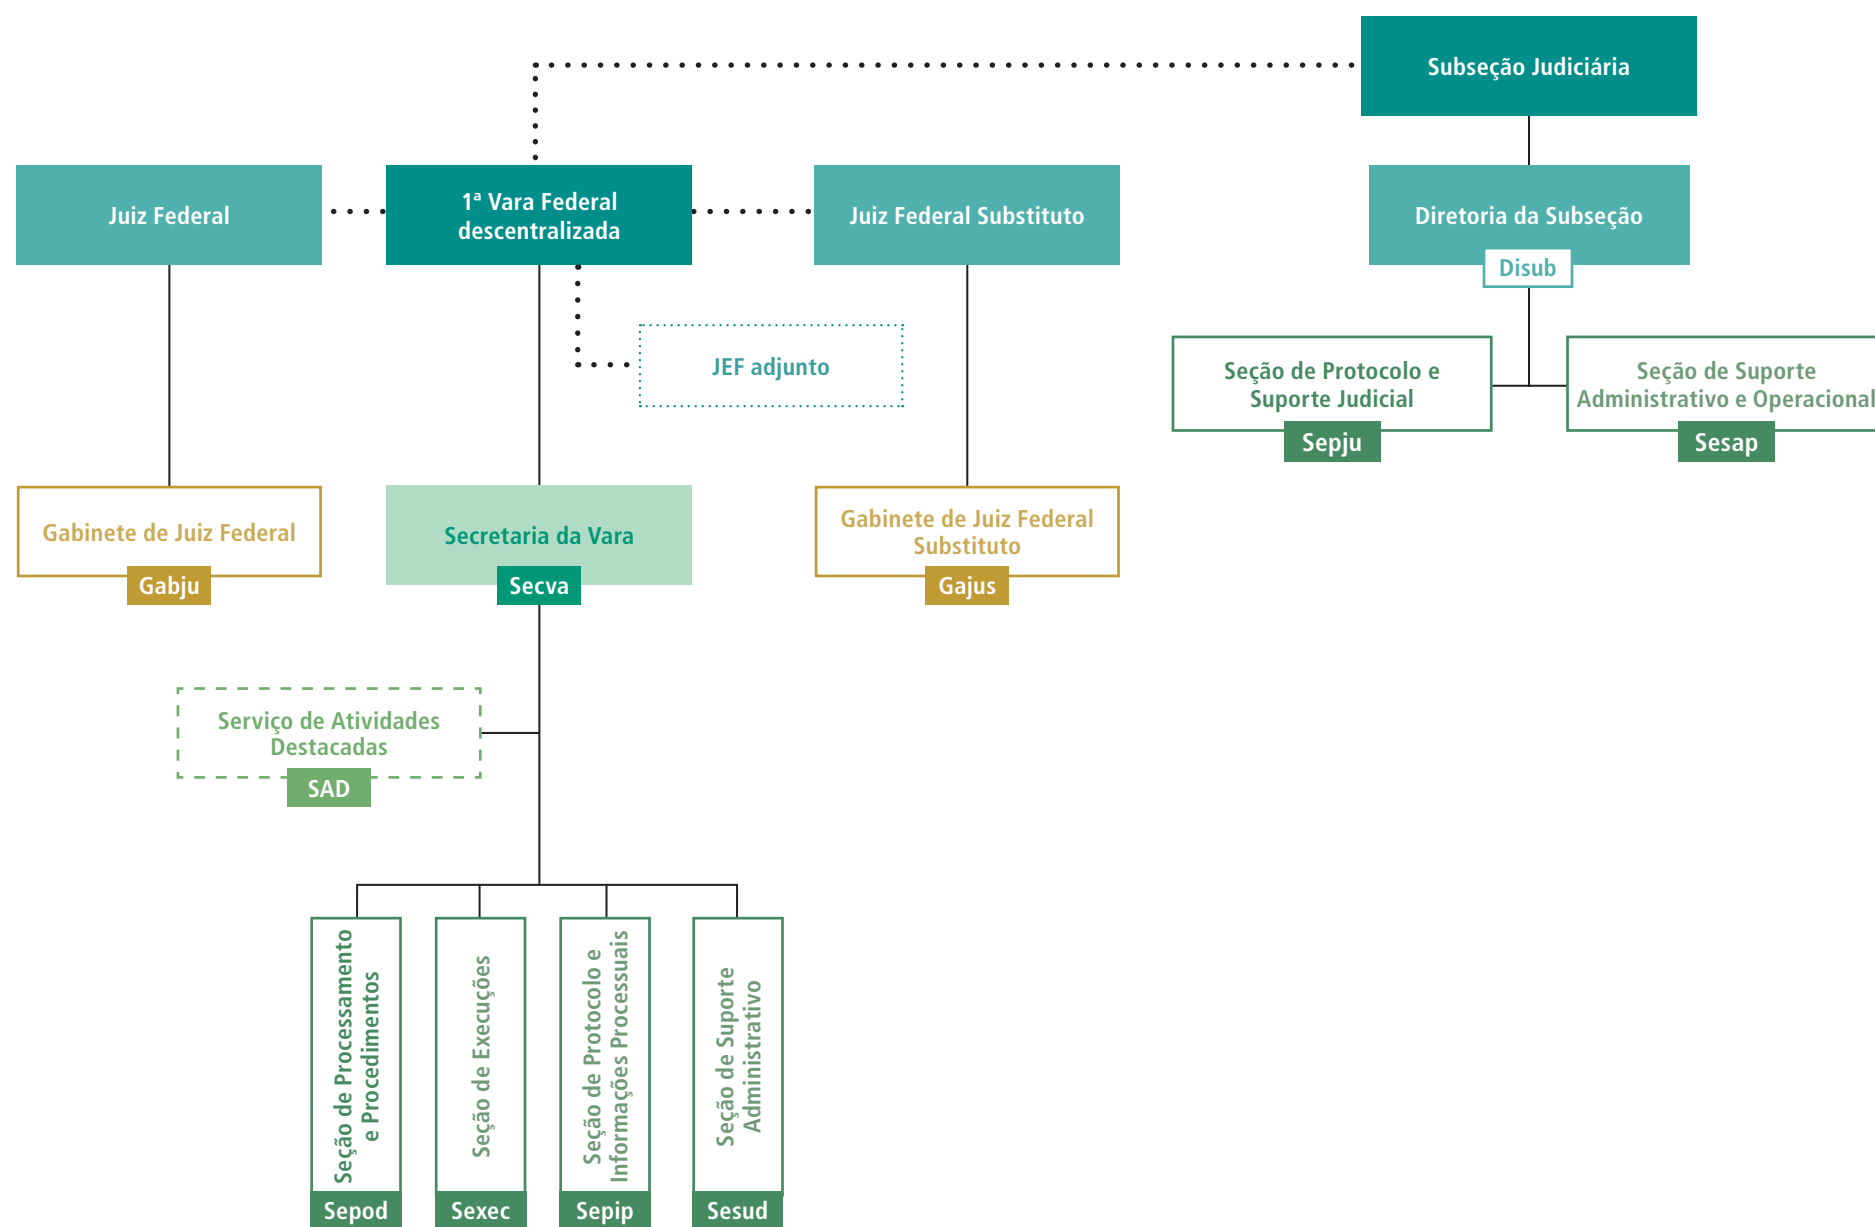 Subseção Judiciária
Juiz Federal
1ª Vara Federal
descentralizada
Juiz Federal Substituto
Diretoria da Subseção
Disub
JEF adjunto
Seção de Protocolo e
Suporte Judicial
Sepju
Seção de Suporte
Administrativo e Operacional
Sesap
Gabinete de Juiz Federal
Gabju
Secretaria da Vara
Secva
Gabinete de Juiz Federal
Substituto
Gajus
Serviço de Atividades
Destacadas
SAD
Seção de Processamento
e Procedimentos
Sepod
Seção de Execuções
Sexec
Seção de Protocolo e
Informações Processuais
Sepip
Seção de Suporte
Administrativo
Sesud